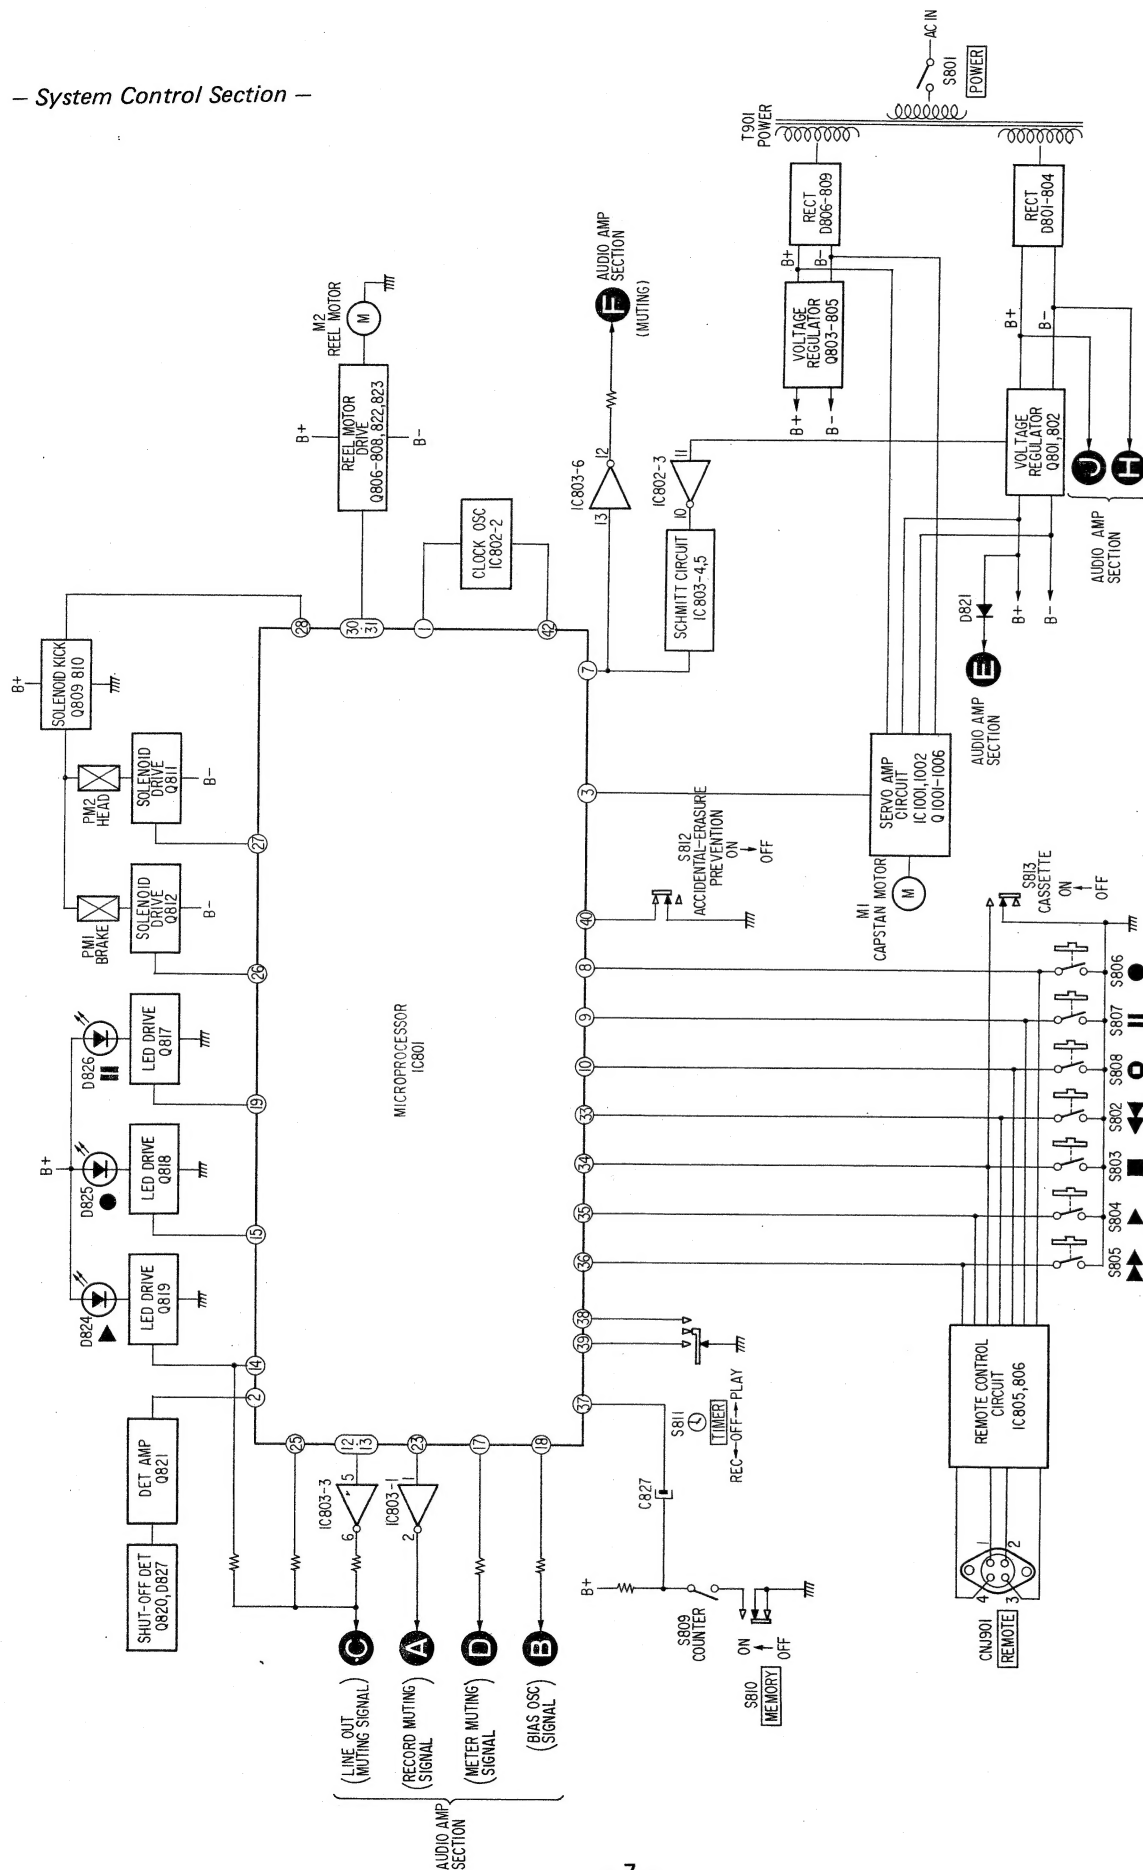 – System Control Section –
AC IN
S801
POWER
T901
POWER
RECT
D806-809
RECT
D801-804
B+
B-
B+
B-
VOLTAGE
REGULATOR
Q803-805
B+
B-
VOLTAGE
REGULATOR
Q801,802
J
H
AUDIO AMP
SECTION
B+
B-
D821
E
AUDIO AMP
SECTION
F
AUDIO AMP
SECTION
(MUTING)
12
IC803-6
13
11
IC802-3
10
SCHMITT CIRCUIT
IC803-4,5
M2
REEL MOTOR
M
B+
REEL MOTOR
DRIVE
Q806-808,822,823
B-
CLOCK OSC
IC802-2
B+
SOLENOID KICK
Q809 810
PM2
HEAD
SOLENOID
DRIVE
Q811
B-
PM1
BRAKE
SOLENOID
DRIVE
Q812
B-
D826
LED DRIVE
Q817
B+
D825
LED DRIVE
Q818
D824
LED DRIVE
Q819
DET AMP
Q821
SHUT-OFF DET
Q820,D827
MICROPROCESSOR
IC801
28
30
31
1
42
27
26
19
15
14
2
7
3
40
8
9
10
33
34
35
36
38
39
37
25
12
13
23
17
18
SERVO AMP
CIRCUIT
IC1001,1002
Q1001-1006
M
M1
CAPSTAN MOTOR
S812
ACCIDENTAL-ERASURE
PREVENTION
ON
OFF
S813
CASSETTE
ON
OFF
S806
S807
S808
S802
S803
S804
S805
REMOTE CONTROL
CIRCUIT
IC805,806
1
2
4
3
CNJ901
REMOTE
S811
TIMER
REC
OFF
PLAY
C827
B+
S809
COUNTER
ON
OFF
S810
MEMORY
IC803-3
5
6
IC803-1
1
2
C
A
D
B
(LINE OUT
MUTING SIGNAL)
(RECORD MUTING
SIGNAL)
(METER MUTING
SIGNAL)
(BIAS OSC
SIGNAL)
AUDIO AMP
SECTION
7